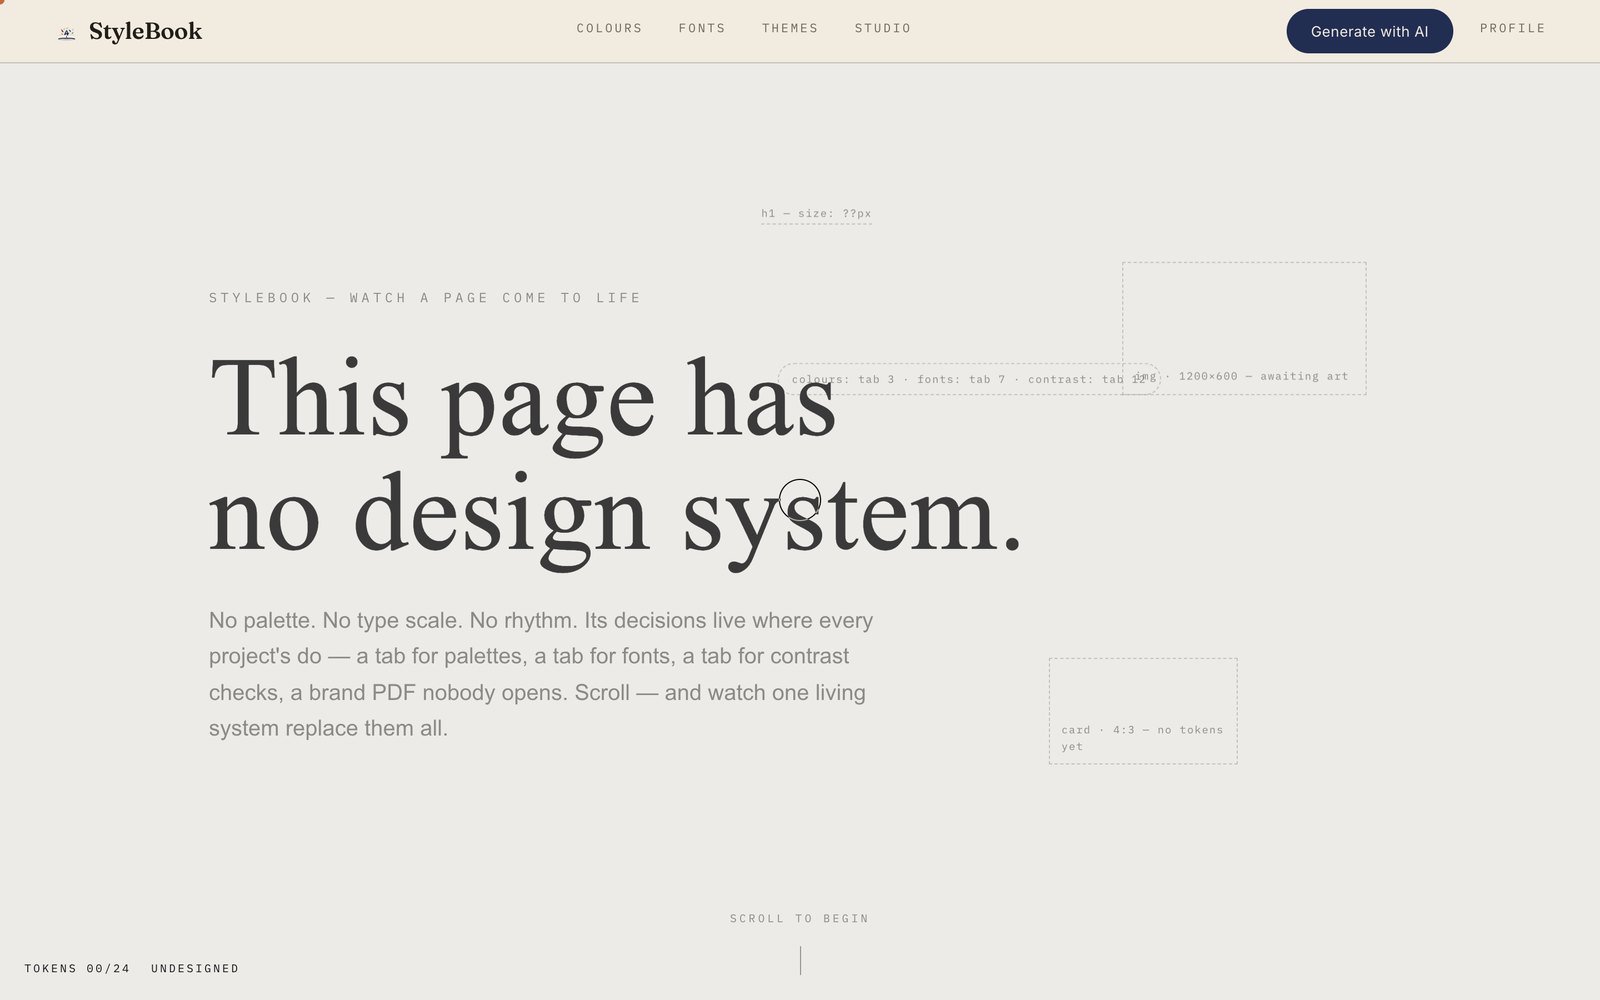 StyleBook
COLOURS FONTS THEMES STUDIO
Generate with AI
PROFILE
h1 — size: ??px
STYLEBOOK — WATCH A PAGE COME TO LIFE
This page has
no design system.
colours: tab 3 · fonts: tab 7 · contrast: tab 12
img · 1200×600 — awaiting art
No palette. No type scale. No rhythm. Its decisions live where every
project's do — a tab for palettes, a tab for fonts, a tab for contrast
checks, a brand PDF nobody opens. Scroll — and watch one living
system replace them all.
card · 4:3 — no tokens
yet
SCROLL TO BEGIN
TOKENS 00/24 UNDESIGNED